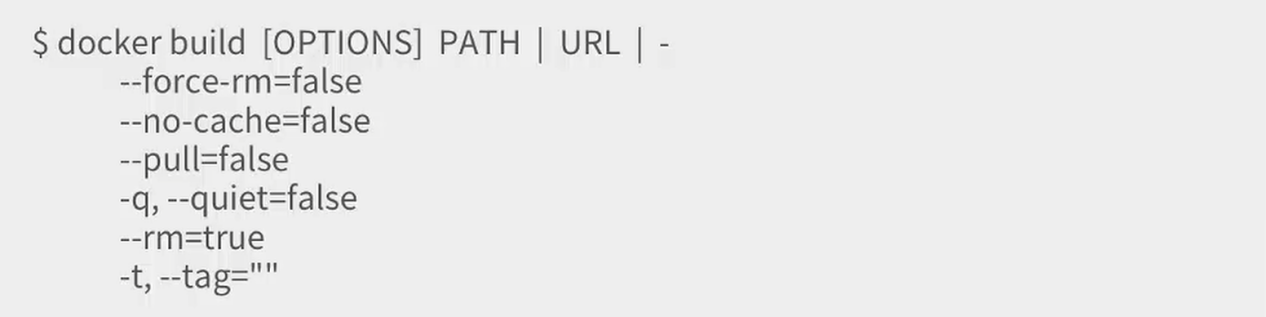 $ docker build [OPTIONS] PATH | URL | -
--force-rm=false
--no-cache=false
--pull=false
-q, --quiet=false
--rm=true
-t, --tag=""